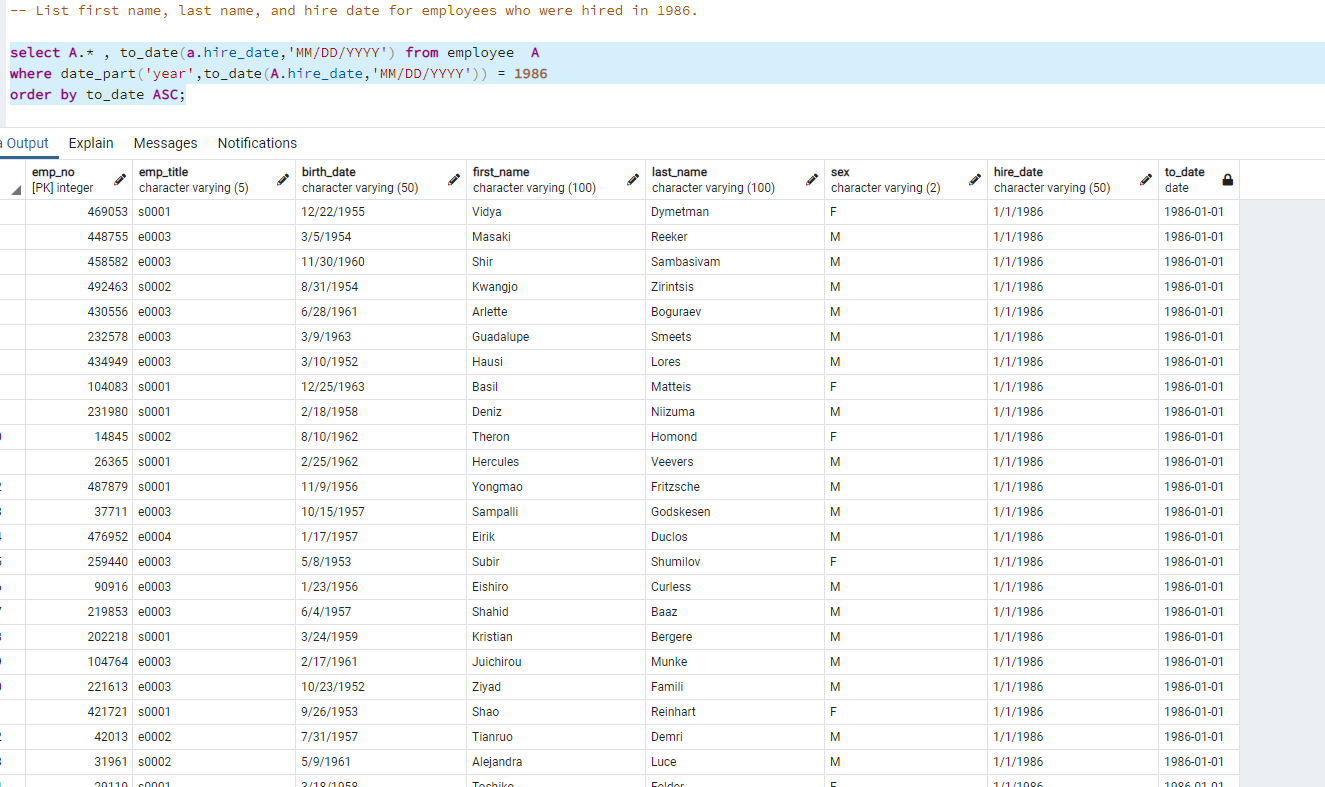 -- List first name, last name, and hire date for employees who were hired in 1986.
select A.* , to_date(a.hire_date,'MM/DD/YYYY') from employee  A
where date_part('year',to_date(A.hire_date,'MM/DD/YYYY')) = 1986
order by to_date ASC;
Output Explain Messages Notifications
emp_no emp_title birth_date first_name last_name sex hire_date to_date
[PK] integer character varying (5) character varying (50) character varying (100) character varying (100) character varying (2) character varying (50) date
469053 s0001 12/22/1955 Vidya Dymetman F 1/1/1986 1986-01-01
448755 e0003 3/5/1954 Masaki Reeker M 1/1/1986 1986-01-01
458582 e0003 11/30/1960 Shir Sambasivam M 1/1/1986 1986-01-01
492463 s0002 8/31/1954 Kwangjo Zirintsis M 1/1/1986 1986-01-01
430556 e0003 6/28/1961 Arlette Boguraev M 1/1/1986 1986-01-01
232578 e0003 3/9/1963 Guadalupe Smeets M 1/1/1986 1986-01-01
434949 e0003 3/10/1952 Hausi Lores M 1/1/1986 1986-01-01
104083 s0001 12/25/1963 Basil Matteis F 1/1/1986 1986-01-01
231980 s0001 2/18/1958 Deniz Niizuma M 1/1/1986 1986-01-01
14845 s0002 8/10/1962 Theron Homond F 1/1/1986 1986-01-01
26365 s0001 2/25/1962 Hercules Veevers M 1/1/1986 1986-01-01
487879 s0001 11/9/1956 Yongmao Fritzsche M 1/1/1986 1986-01-01
37711 e0003 10/15/1957 Sampalli Godskesen M 1/1/1986 1986-01-01
476952 e0004 1/17/1957 Eirik Duclos M 1/1/1986 1986-01-01
259440 e0003 5/8/1953 Subir Shumilov F 1/1/1986 1986-01-01
90916 e0003 1/23/1956 Eishiro Curless M 1/1/1986 1986-01-01
219853 e0003 6/4/1957 Shahid Baaz M 1/1/1986 1986-01-01
202218 s0001 3/24/1959 Kristian Bergere M 1/1/1986 1986-01-01
104764 e0003 2/17/1961 Juichirou Munke M 1/1/1986 1986-01-01
221613 e0003 10/23/1952 Ziyad Famili M 1/1/1986 1986-01-01
421721 s0001 9/26/1953 Shao Reinhart F 1/1/1986 1986-01-01
42013 e0002 7/31/1957 Tianruo Demri M 1/1/1986 1986-01-01
31961 s0002 5/9/1961 Alejandra Luce M 1/1/1986 1986-01-01